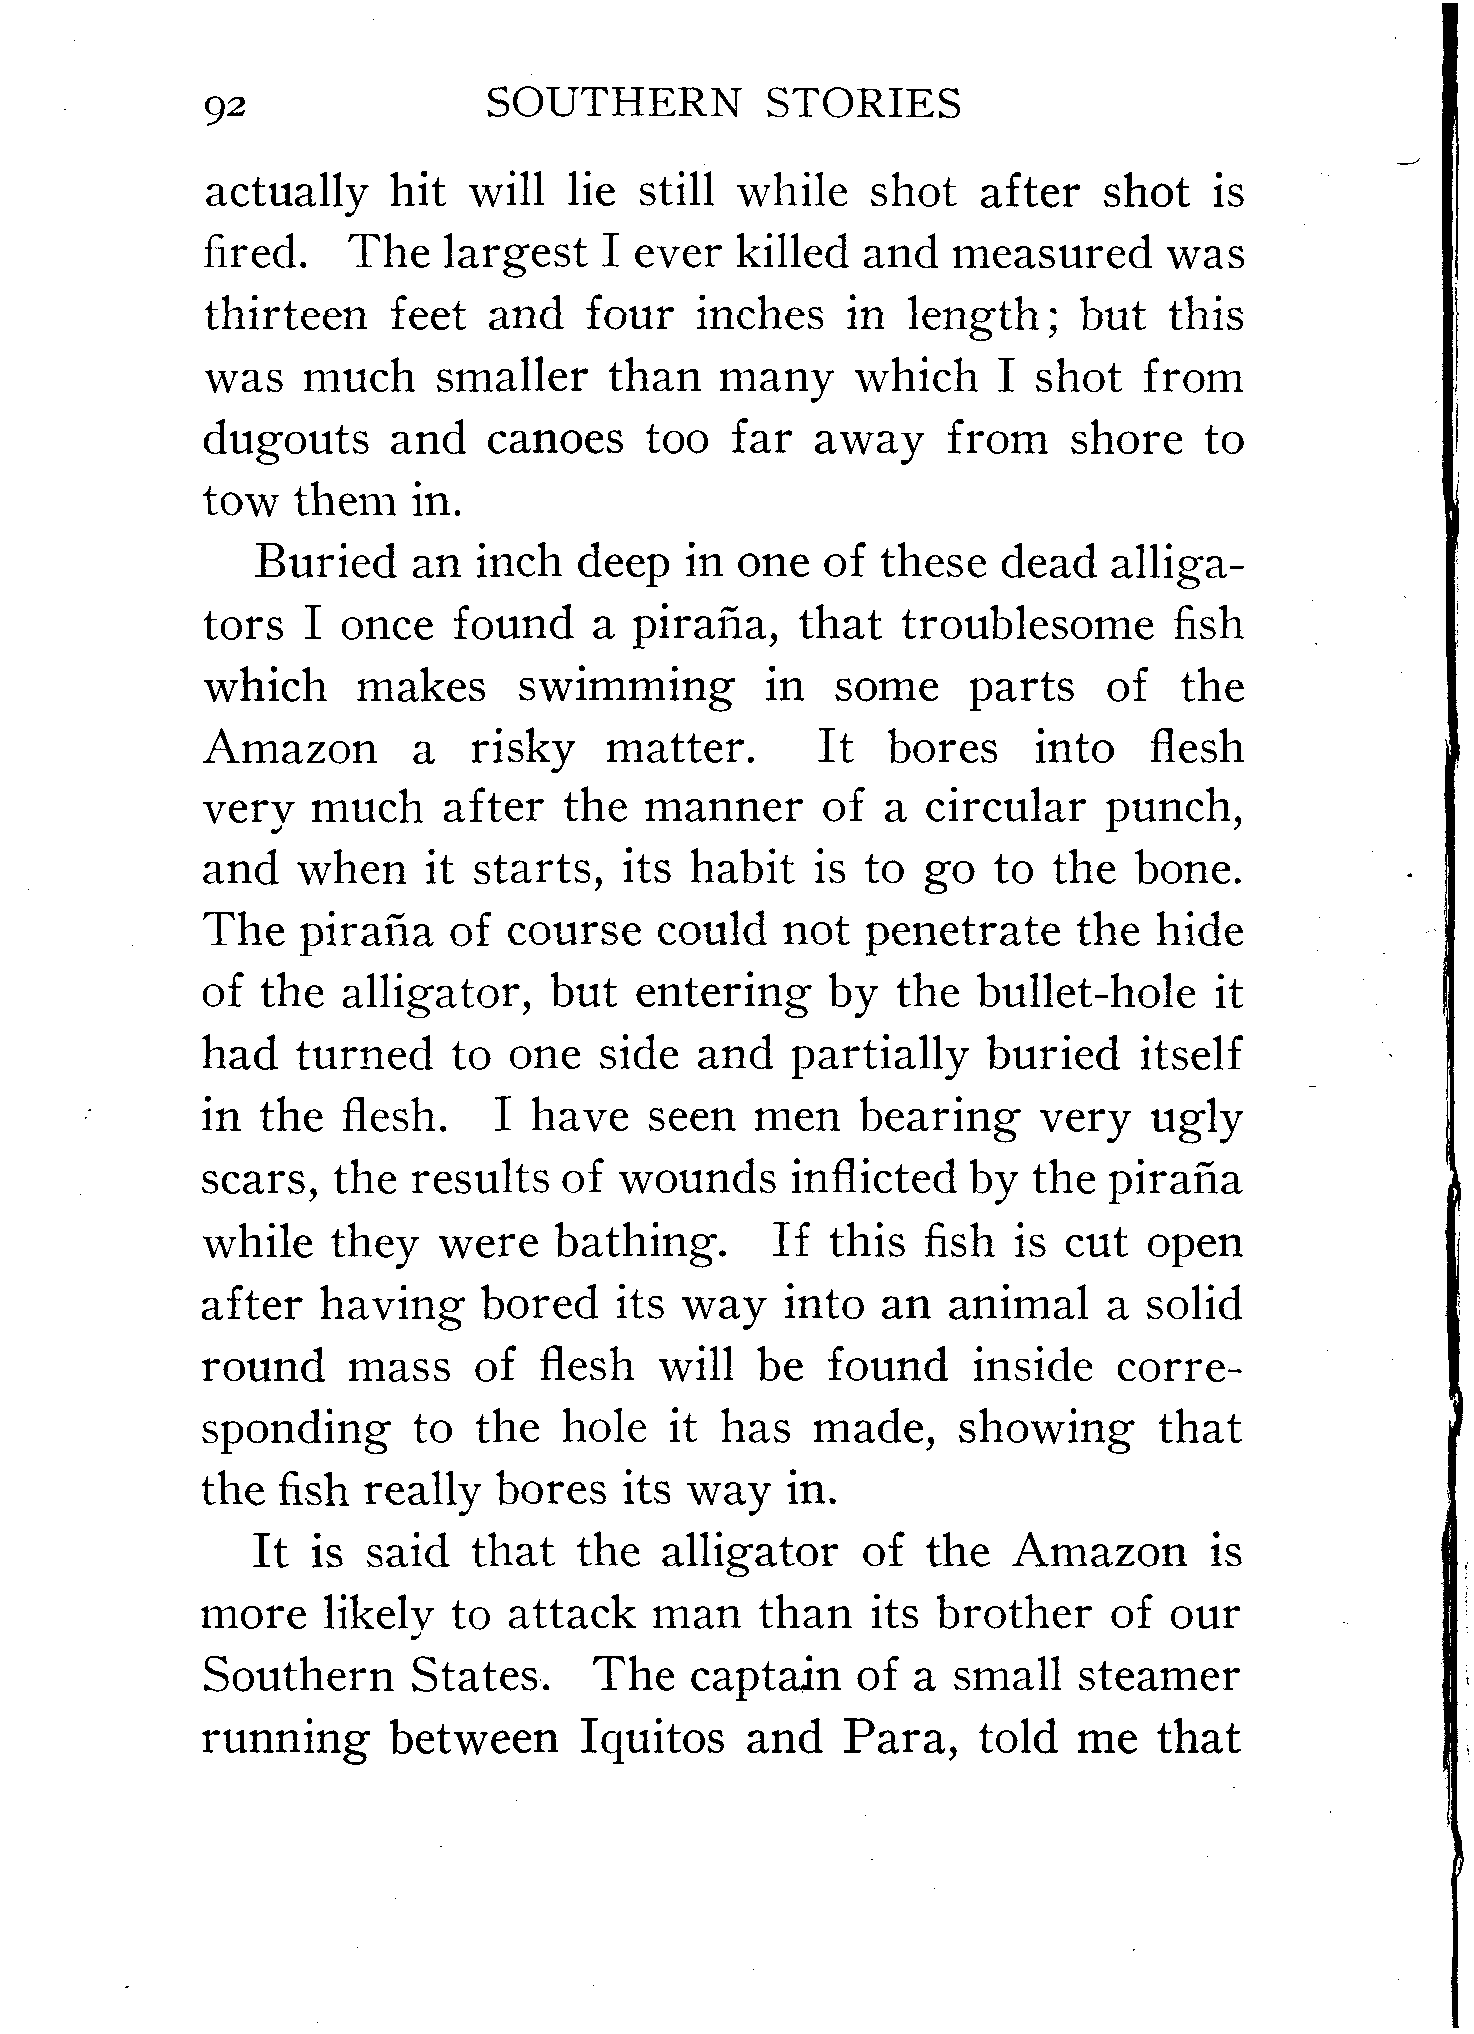 92 SOUTHERN STORIES
actually hit will lie still while shot after shot is
fired. The largest I ever killed and measured was
thirteen feet and four inches in length; but this
was much smaller than many which I shot from
dugouts and canoes too far away from shore to
tow them in.
Buried an inch deep in one of these dead alliga-
tors I once found a piraña, that troublesome fish
which makes swimming in some parts of the
Amazon a risky matter. It bores into flesh
very much after the manner of a circular punch,
and when it starts, its habit is to go to the bone.
The piraña of course could not penetrate the hide
of the alligator, but entering by the bullet-hole it
had turned to one side and partially buried itself
in the flesh. I have seen men bearing very ugly
scars, the results of wounds inflicted by the piraña
while they were bathing. If this fish is cut open
after having bored its way into an animal a solid
round mass of flesh will be found inside corre-
sponding to the hole it has made, showing that
the fish really bores its way in.
It is said that the alligator of the Amazon is
more likely to attack man than its brother of our
Southern States. The captain of a small steamer
running between Iquitos and Para, told me that